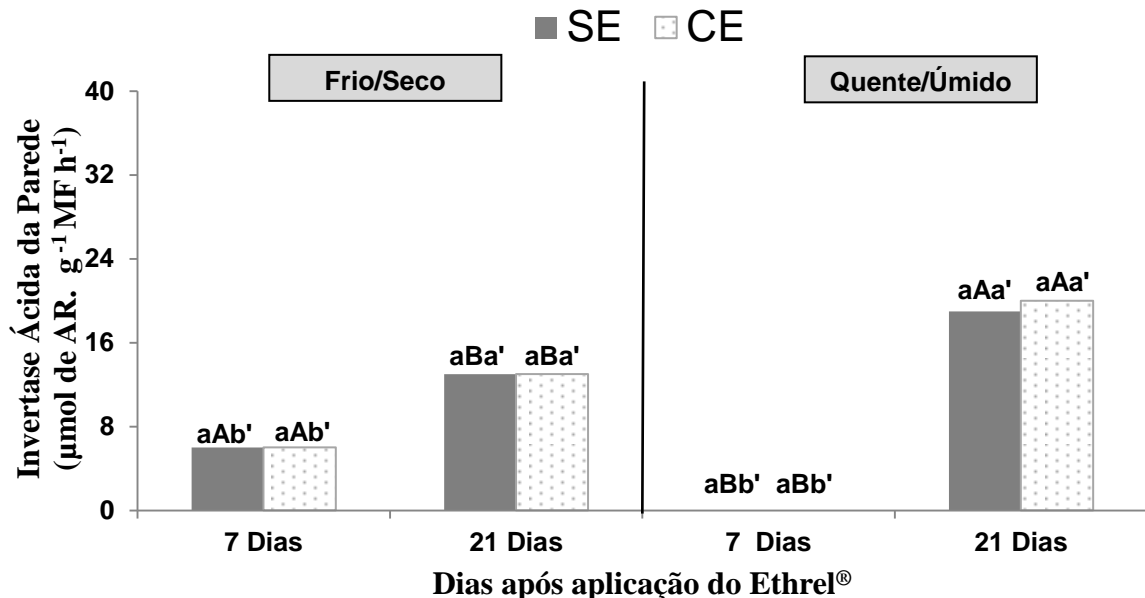 SE CE
Frio/Seco
Quente/Úmido
Invertase Ácida da Parede
(µmol de AR. g⁻¹ MF h⁻¹)
40
32
24
16
8
0
aAb' aAb'
aBa' aBa'
aBb' aBb'
aAa' aAa'
7 Dias 21 Dias 7 Dias 21 Dias
Dias após aplicação do Ethrel®